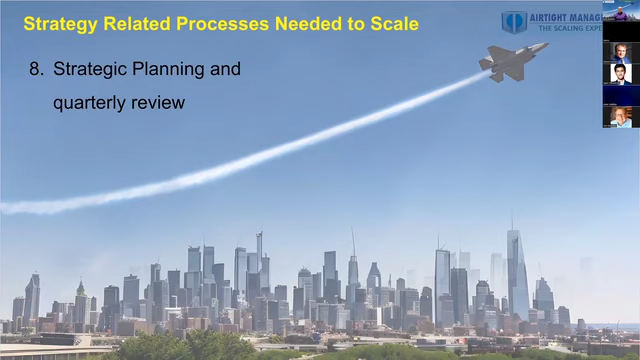 Strategy Related Processes Needed to Scale
AIRTIGHT MANAG
THE SCALING EXPE
8. Strategic Planning and
quarterly review